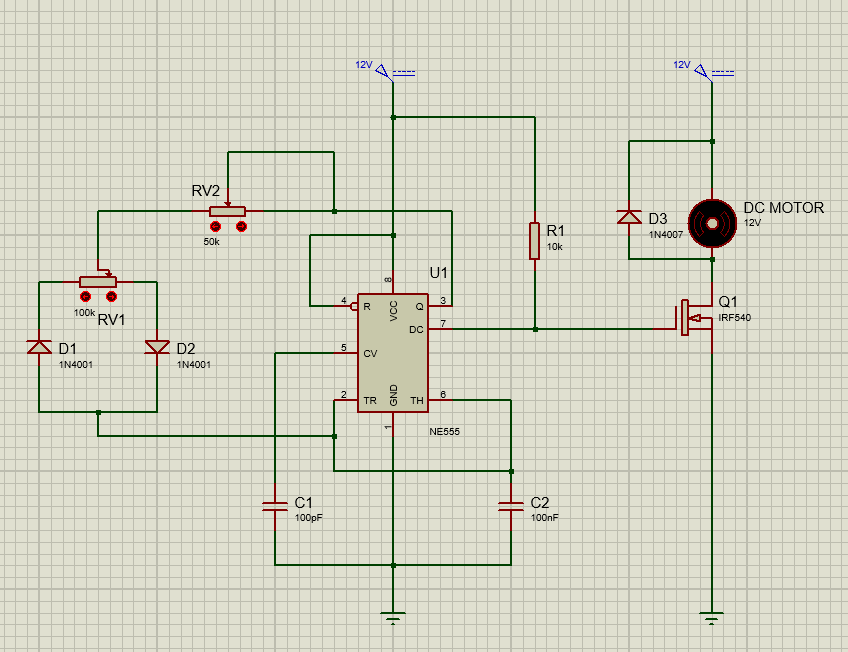 12V
12V
RV2
50k
DC MOTOR
12V
D3
1N4007
R1
10k
U1
100k
RV1
8
VCC
4
R
Q
3
DC
7
Q1
IRF540
D1
1N4001
D2
1N4001
5
CV
2
TR
GND
TH
6
1
NE555
C1
100pF
C2
100nF